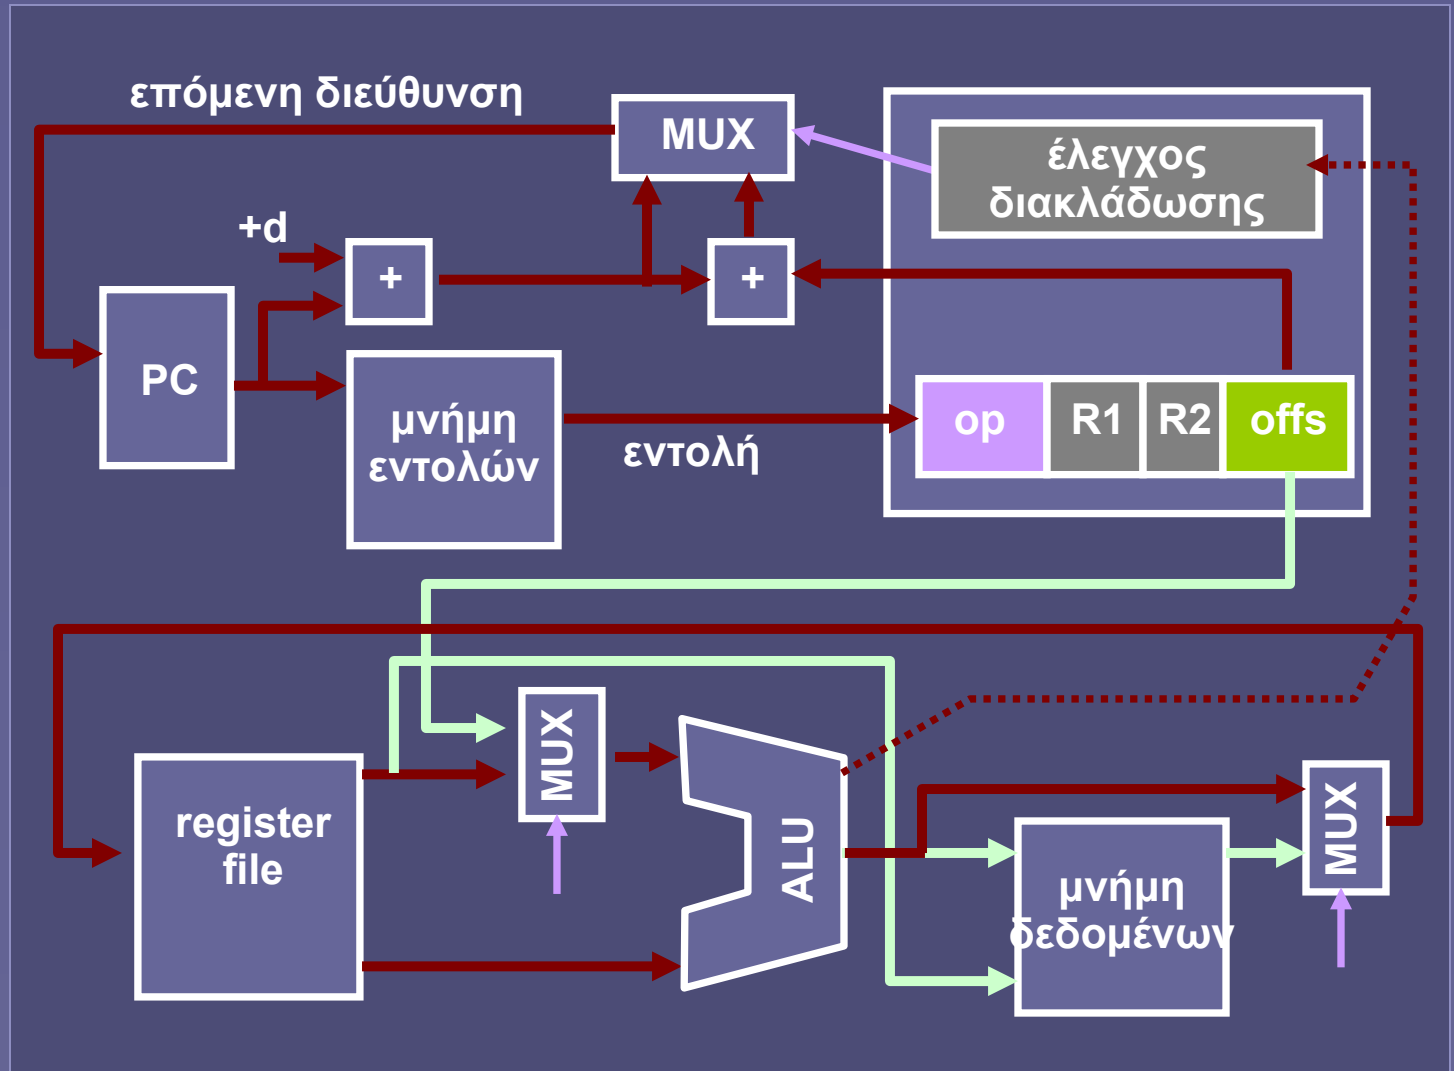 επόμενη διεύθυνση
MUX
έλεγχος
διακλάδωσης
+d
+
+
PC
μνήμη
εντολών
εντολή
op R1 R2 offs
MUX
register
file
ALU
MUX
μνήμη
δεδομένων